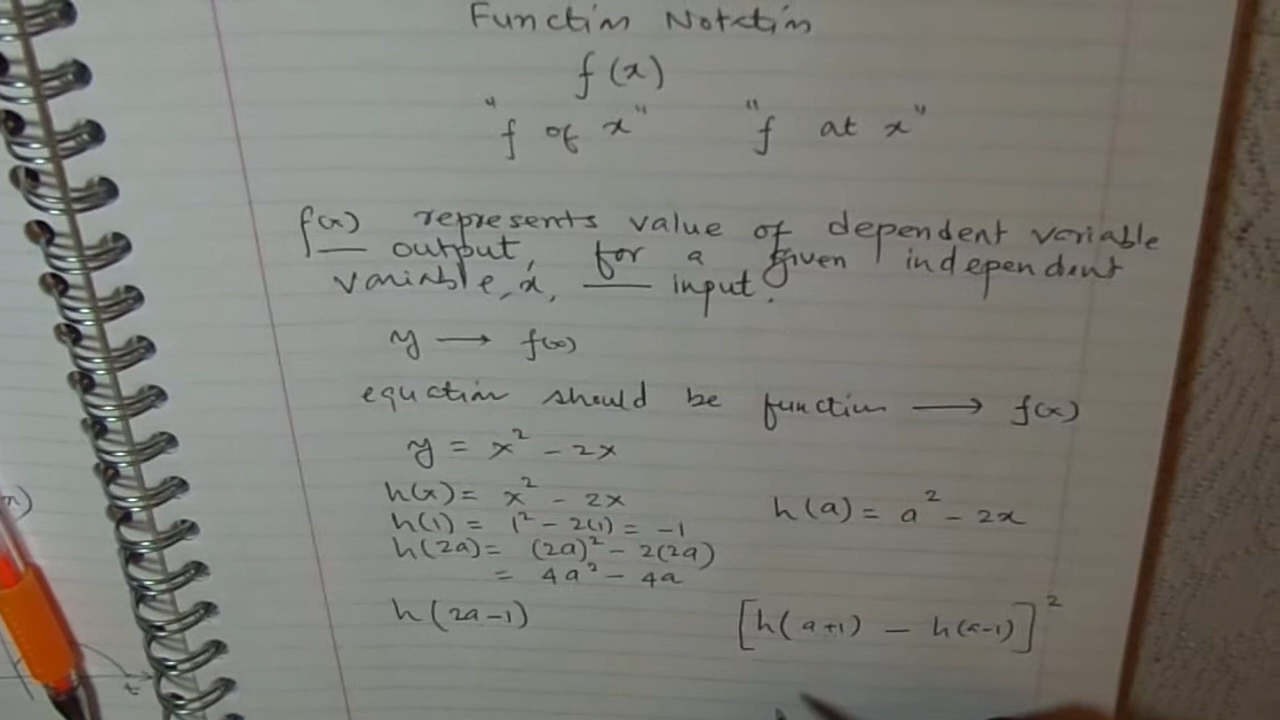 Function Notation
f(x)
"f of x" "f at x"
f(x) represents value of dependent variable
— output, for a given independent
variable, x, — input.
y → f(x)
equation should be function → f(x)
y = x² - 2x
h(x) = x² - 2x h(a) = a² - 2x
h(1) = 1² - 2(1) = -1
h(2a) = (2a)² - 2(2a)
= 4a² - 4a
h(2a-1) [h(a+1) - h(a-1)]²
t